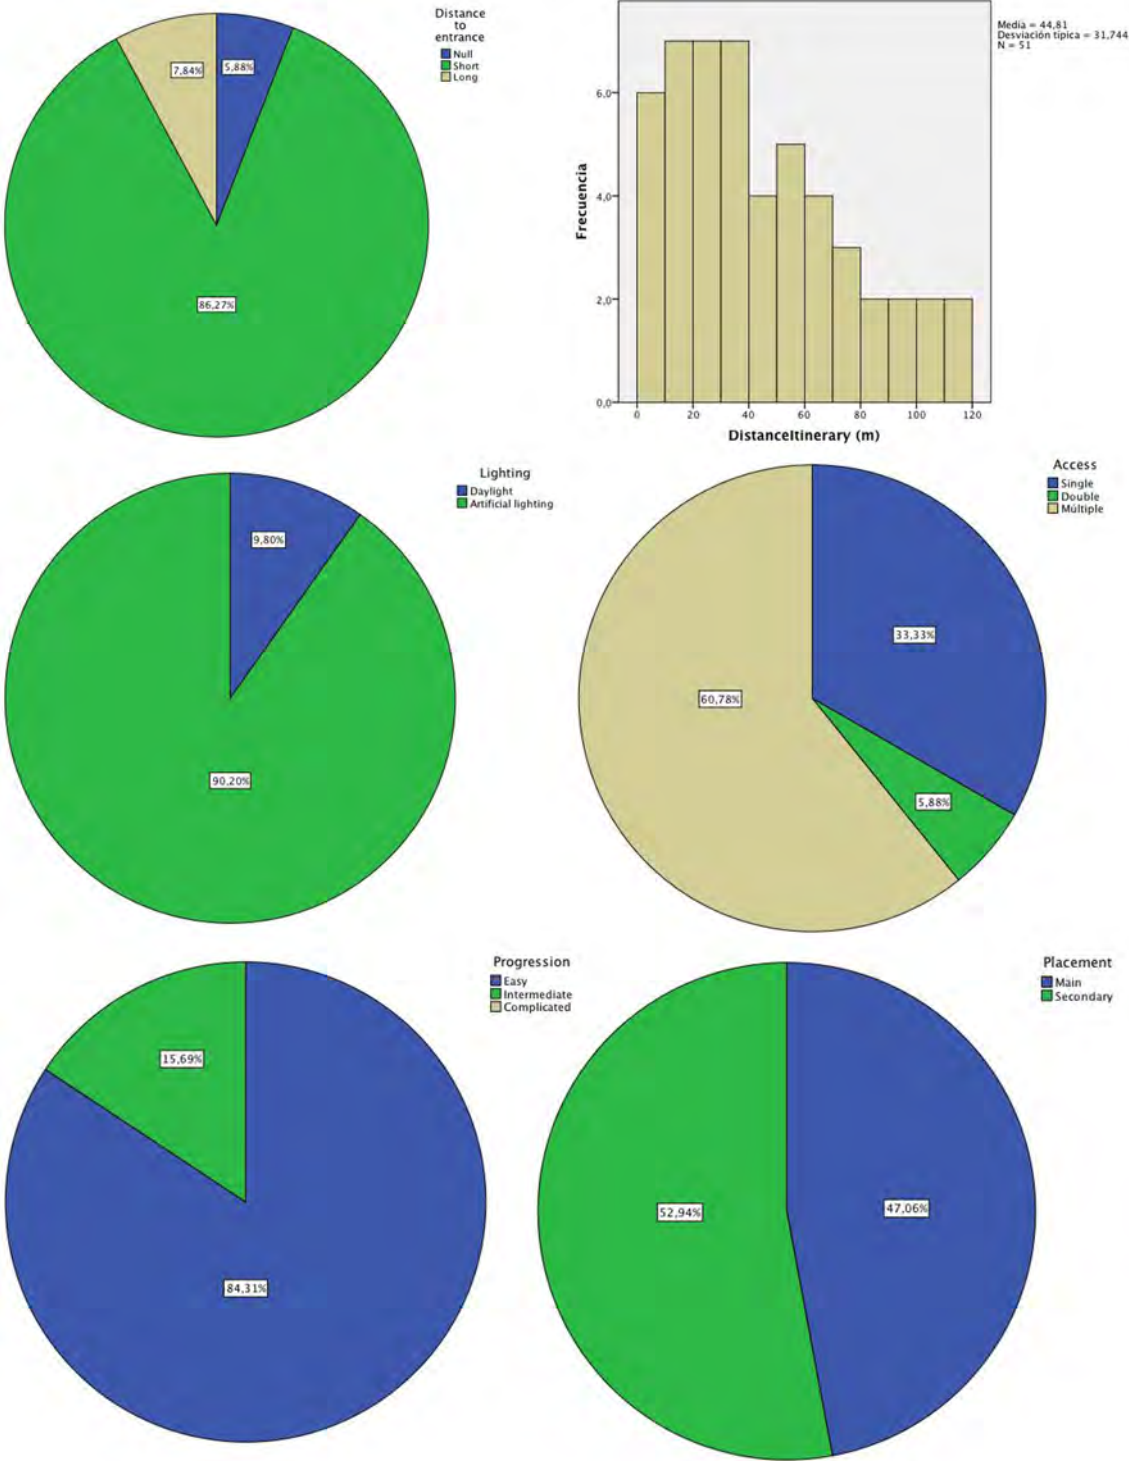 Distance
to
entrance
Null
Short
Long
7,84%
5,88%
86,27%
Media = 44,81
Desviación típica = 31,744
N = 51
Frecuencia
6,0
4,0
2,0
0,0
0 20 40 60 80 100 120
DistanceItinerary (m)
Lighting
Daylight
Artificial lighting
9,80%
90,20%
Access
Single
Double
Múltiple
33,33%
60,78%
5,88%
Progression
Easy
Intermediate
Complicated
15,69%
84,31%
Placement
Main
Secondary
52,94%
47,06%